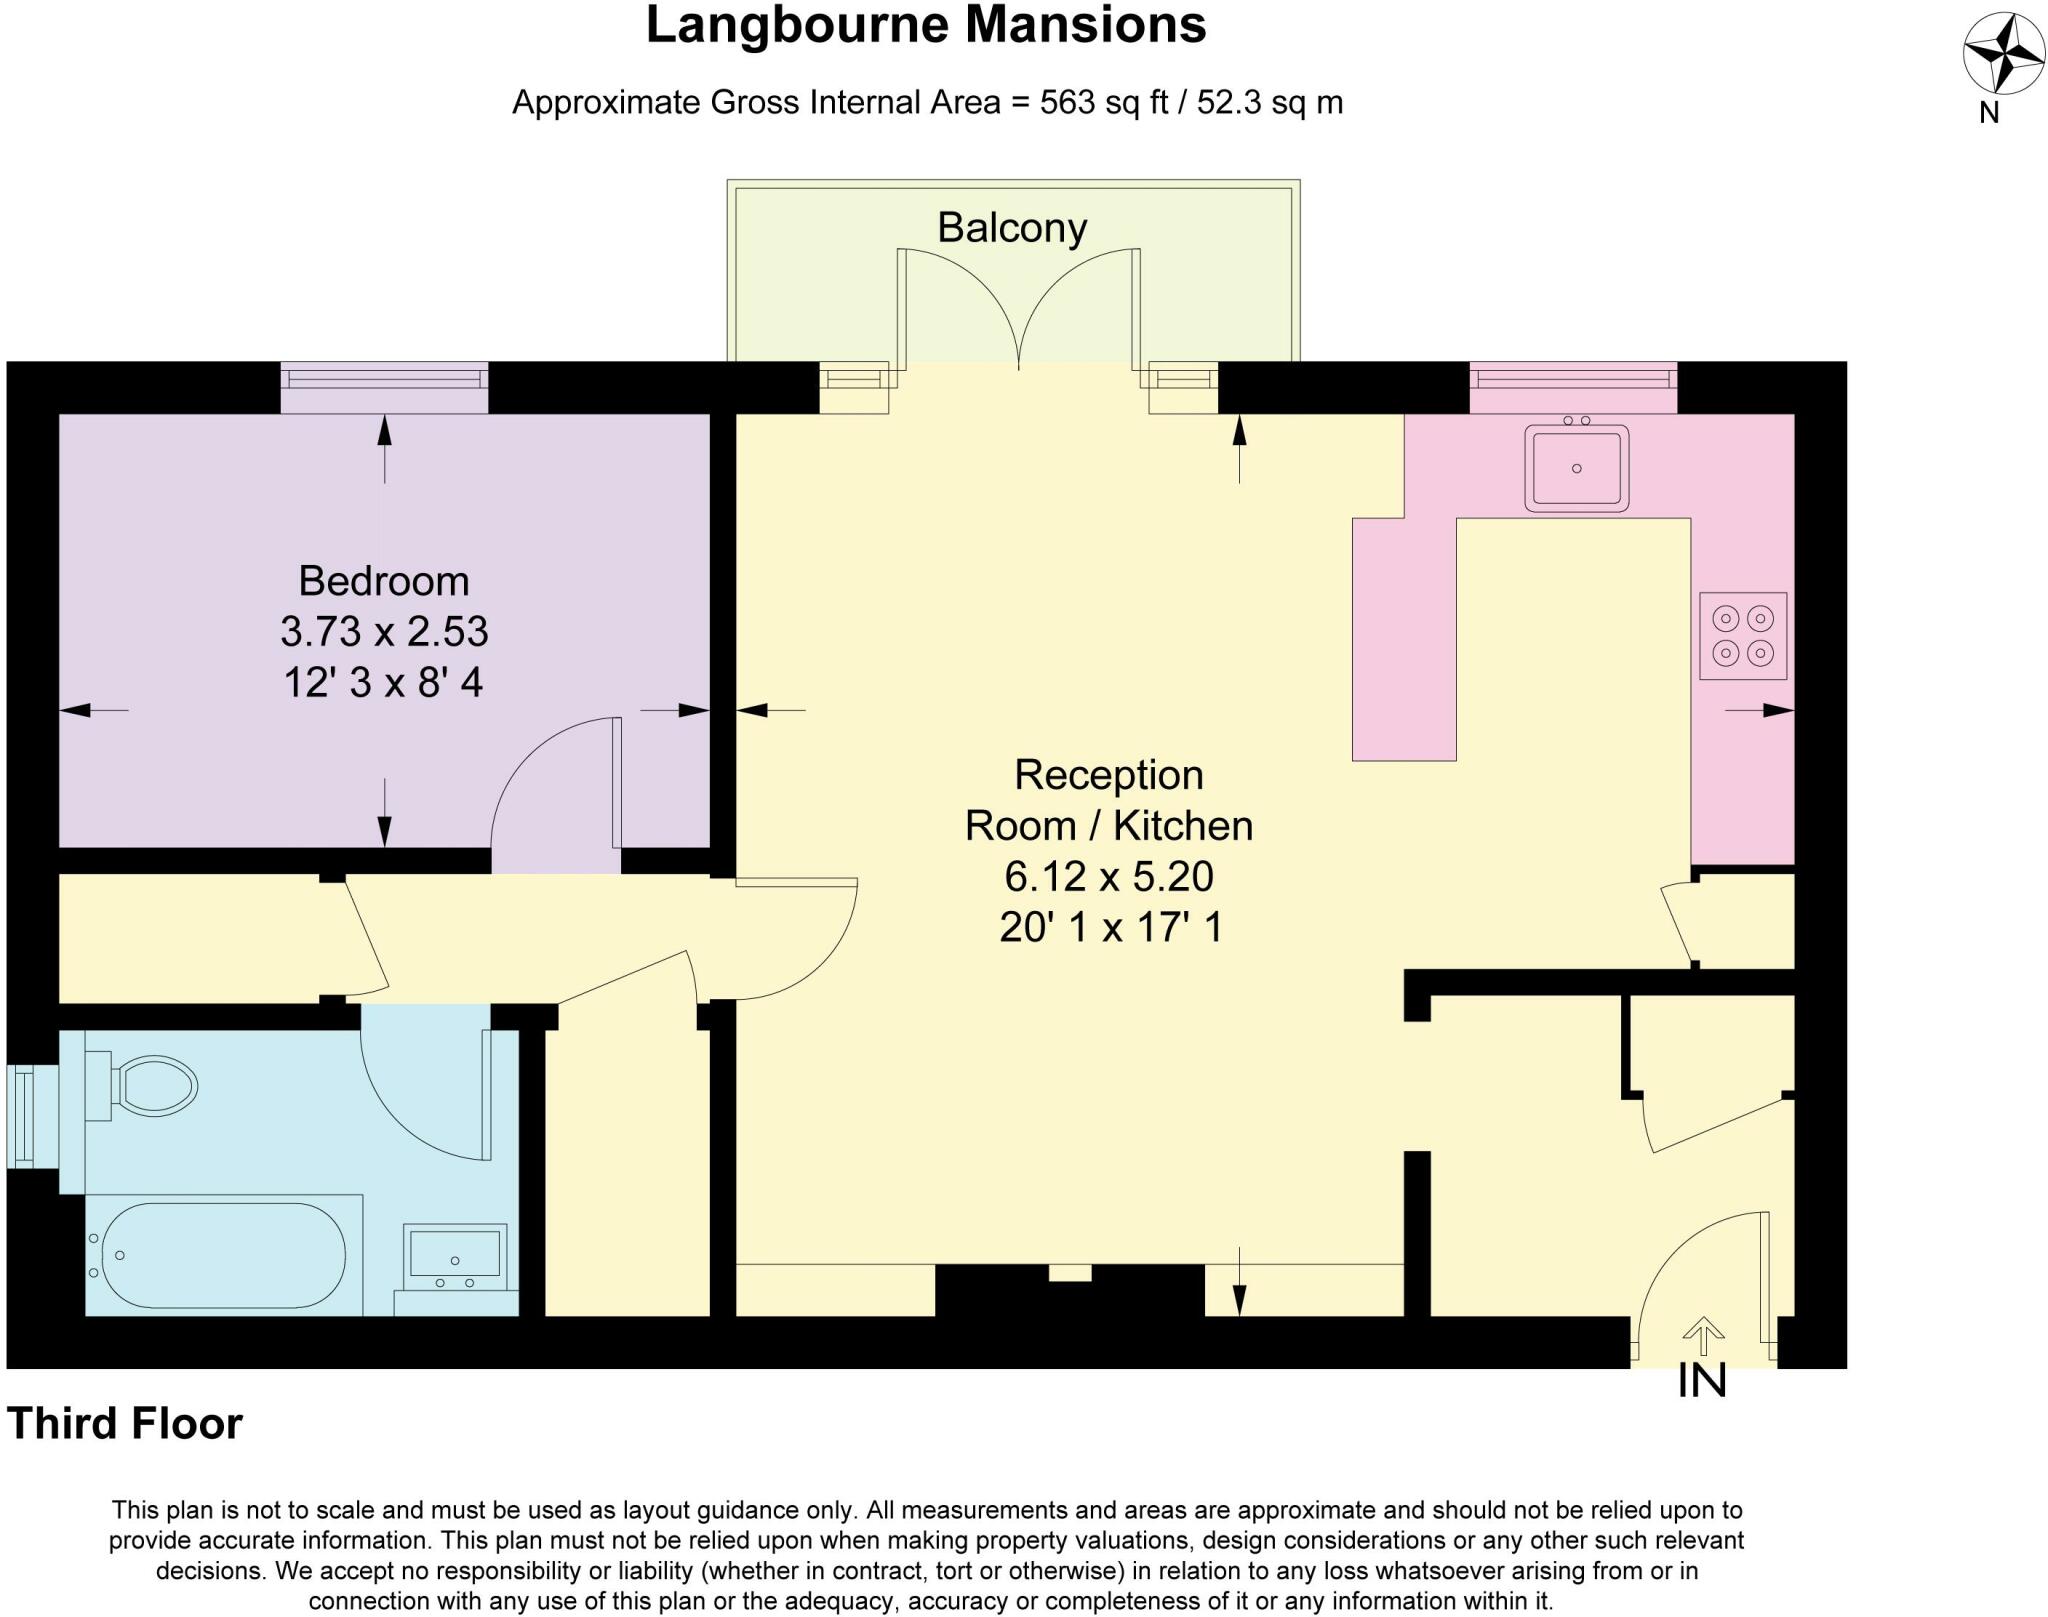 Langbourne Mansions
Approximate Gross Internal Area = 563 sq ft / 52.3 sq m
N
Balcony
Bedroom
3.73 x 2.53
12' 3 x 8' 4
Reception
Room / Kitchen
6.12 x 5.20
20' 1 x 17' 1
IN
Third Floor
This plan is not to scale and must be used as layout guidance only. All measurements and areas are approximate and should not be relied upon to
provide accurate information. This plan must not be relied upon when making property valuations, design considerations or any other such relevant
decisions. We accept no responsibility or liability (whether in contract, tort or otherwise) in relation to any loss whatsoever arising from or in
connection with any use of this plan or the adequacy, accuracy or completeness of it or any information within it.